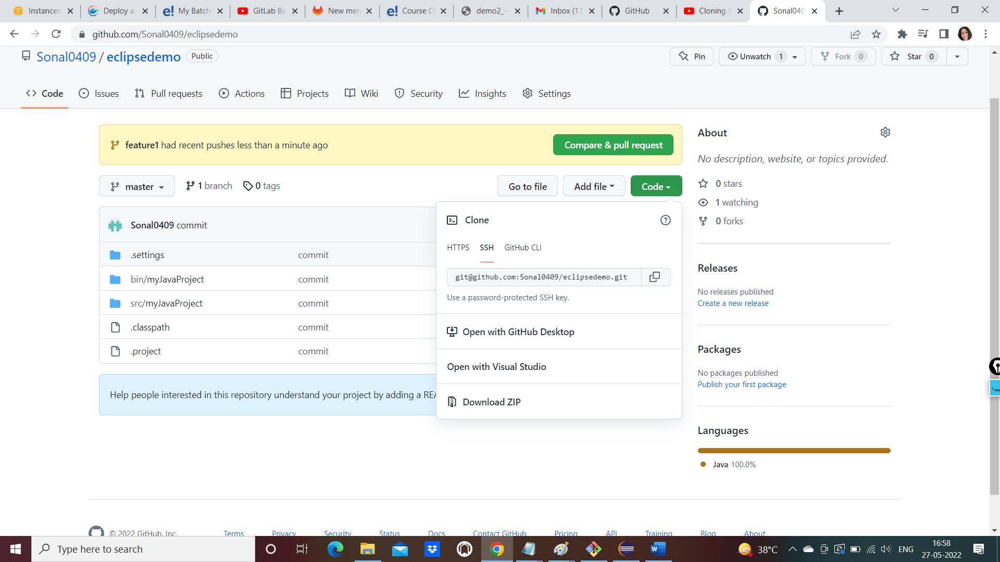 Instances
Deploy a
My Batch
GitLab Be
New mer
Course C
demo2_-
Inbox (11
GitHub
Cloning J
Sonal040
github.com/Sonal0409/eclipsedemo
Sonal0409 / eclipsedemo Public
Pin
Unwatch 1
Fork 0
Star 0
Code
Issues
Pull requests
Actions
Projects
Wiki
Security
Insights
Settings
feature1 had recent pushes less than a minute ago
Compare & pull request
master
1 branch
0 tags
Go to file
Add file
Code
Sonal0409 commit
.settings commit
bin/myJavaProject commit
src/myJavaProject commit
.classpath commit
.project commit
Help people interested in this repository understand your project by adding a REA
Clone
HTTPS SSH GitHub CLI
git@github.com:Sonal0409/eclipsedemo.git
Use a password-protected SSH key.
Open with GitHub Desktop
Open with Visual Studio
Download ZIP
About
No description, website, or topics provided.
0 stars
1 watching
0 forks
Releases
No releases published
Create a new release
Packages
No packages published
Publish your first package
Languages
Java 100.0%
© 2022 GitHub, Inc.
Terms
Privacy
Security
Status
Docs
Contact GitHub
Pricing
API
Training
Blog
About
Type here to search
38°C
ENG
16:58
27-05-2022